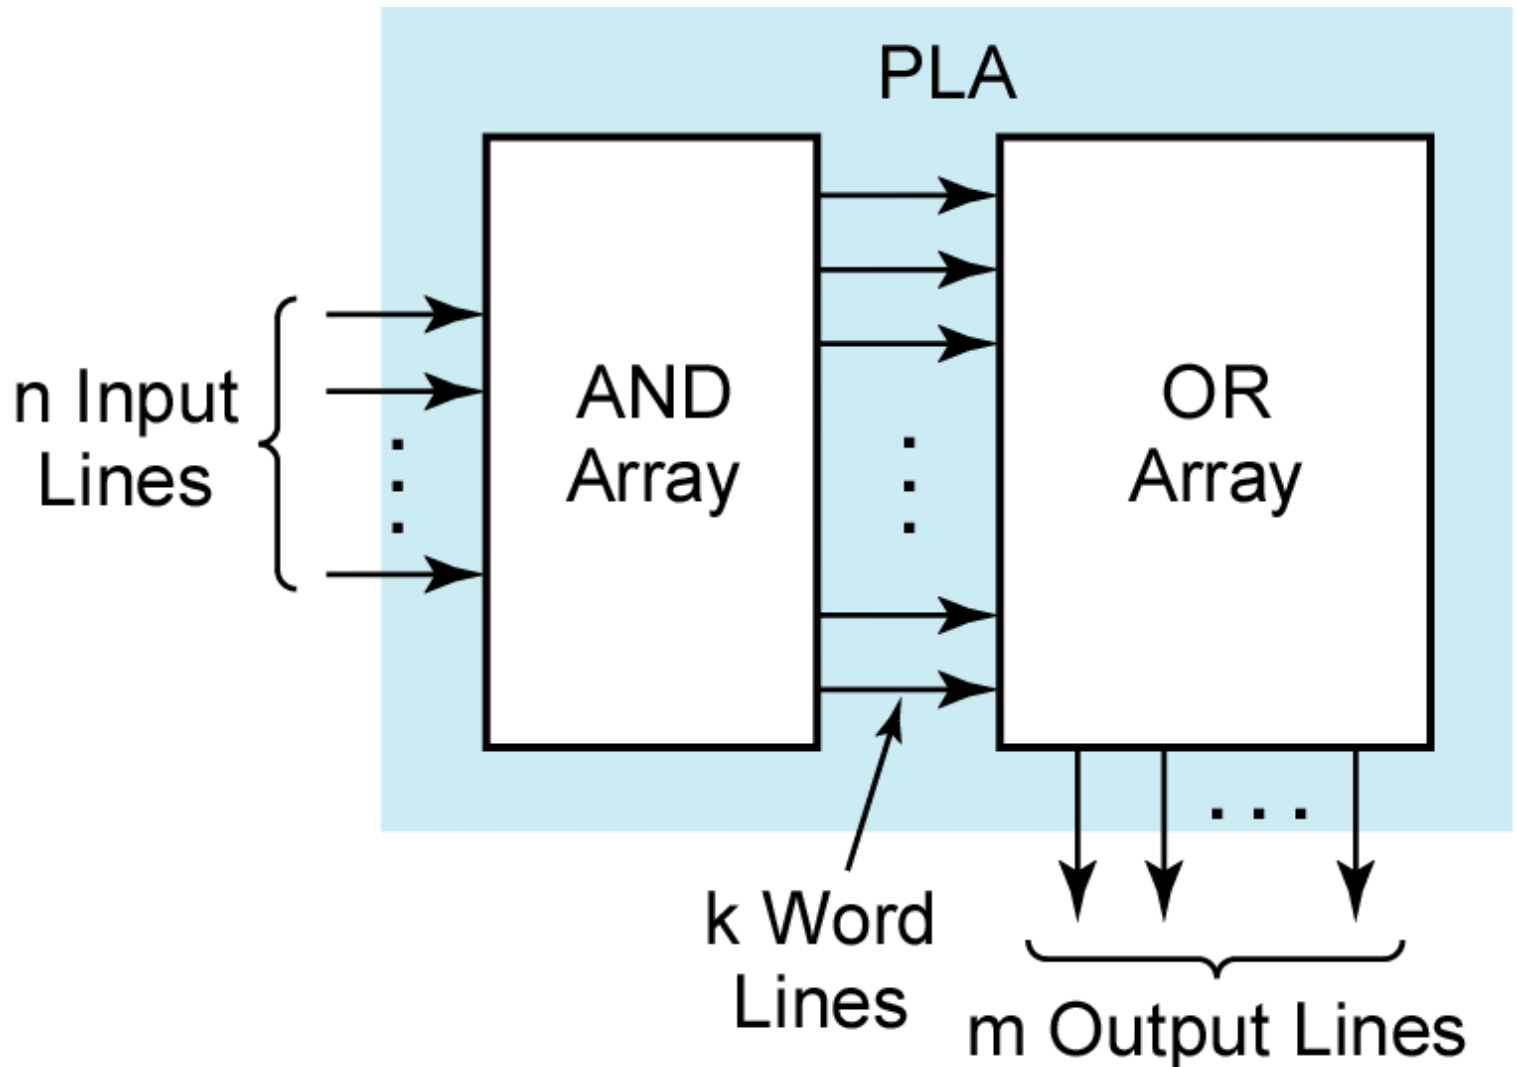 PLA
n Input
Lines
AND
Array
OR
Array
k Word
Lines
m Output Lines